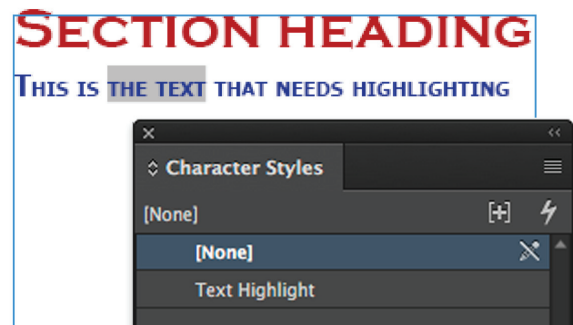 SECTION HEADING
THIS IS THE TEXT THAT NEEDS HIGHLIGHTING
Character Styles
[None]
[None]
Text Highlight